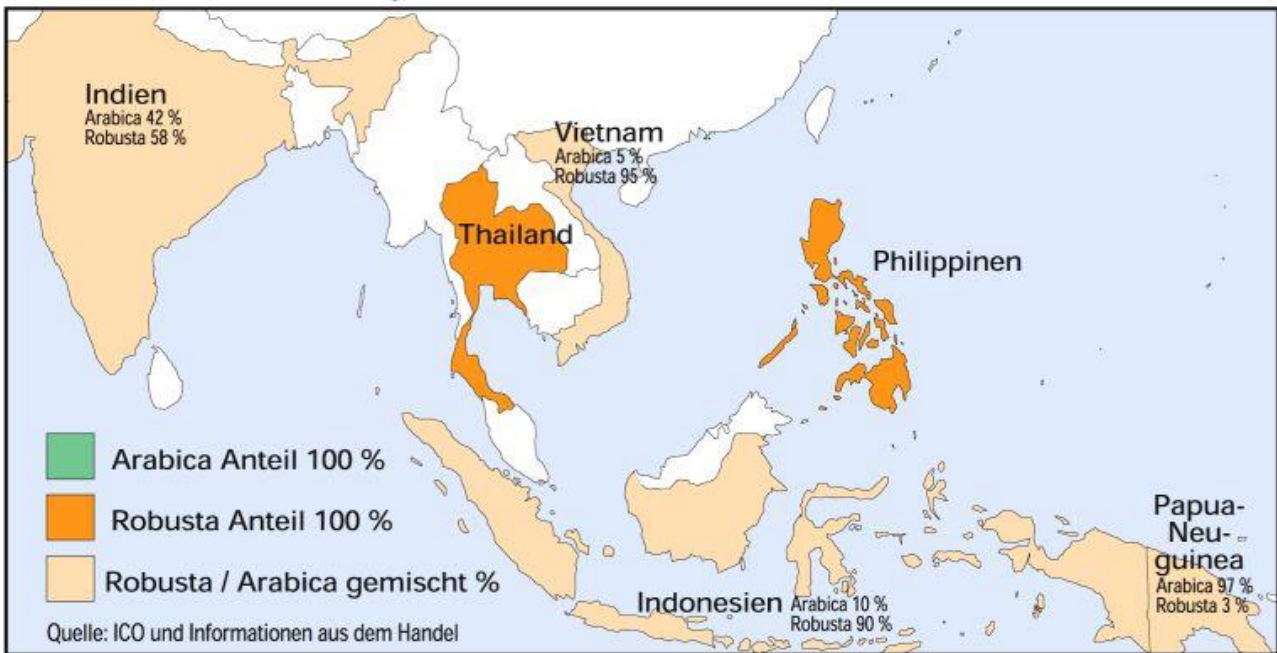 Indien
Arabica 42 %
Robusta 58 %
Vietnam
Arabica 5 %
Robusta 95 %
Thailand
Philippinen
Arabica Anteil 100 %
Robusta Anteil 100 %
Robusta / Arabica gemischt %
Quelle: ICO und Informationen aus dem Handel
Indonesien
Arabica 10 %
Robusta 90 %
Papua-
Neu-
guinea
Arabica 97 %
Robusta 3 %